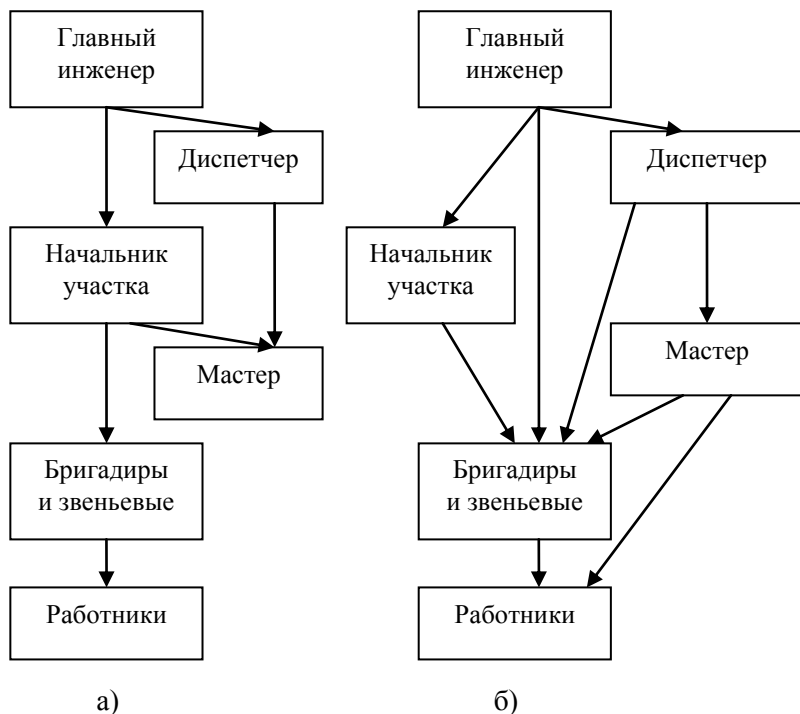 Главный
инженер
Диспетчер
Начальник
участка
Мастер
Бригадиры
и звеньевые
Работники
а)
Главный
инженер
Диспетчер
Начальник
участка
Мастер
Бригадиры
и звеньевые
Работники
б)